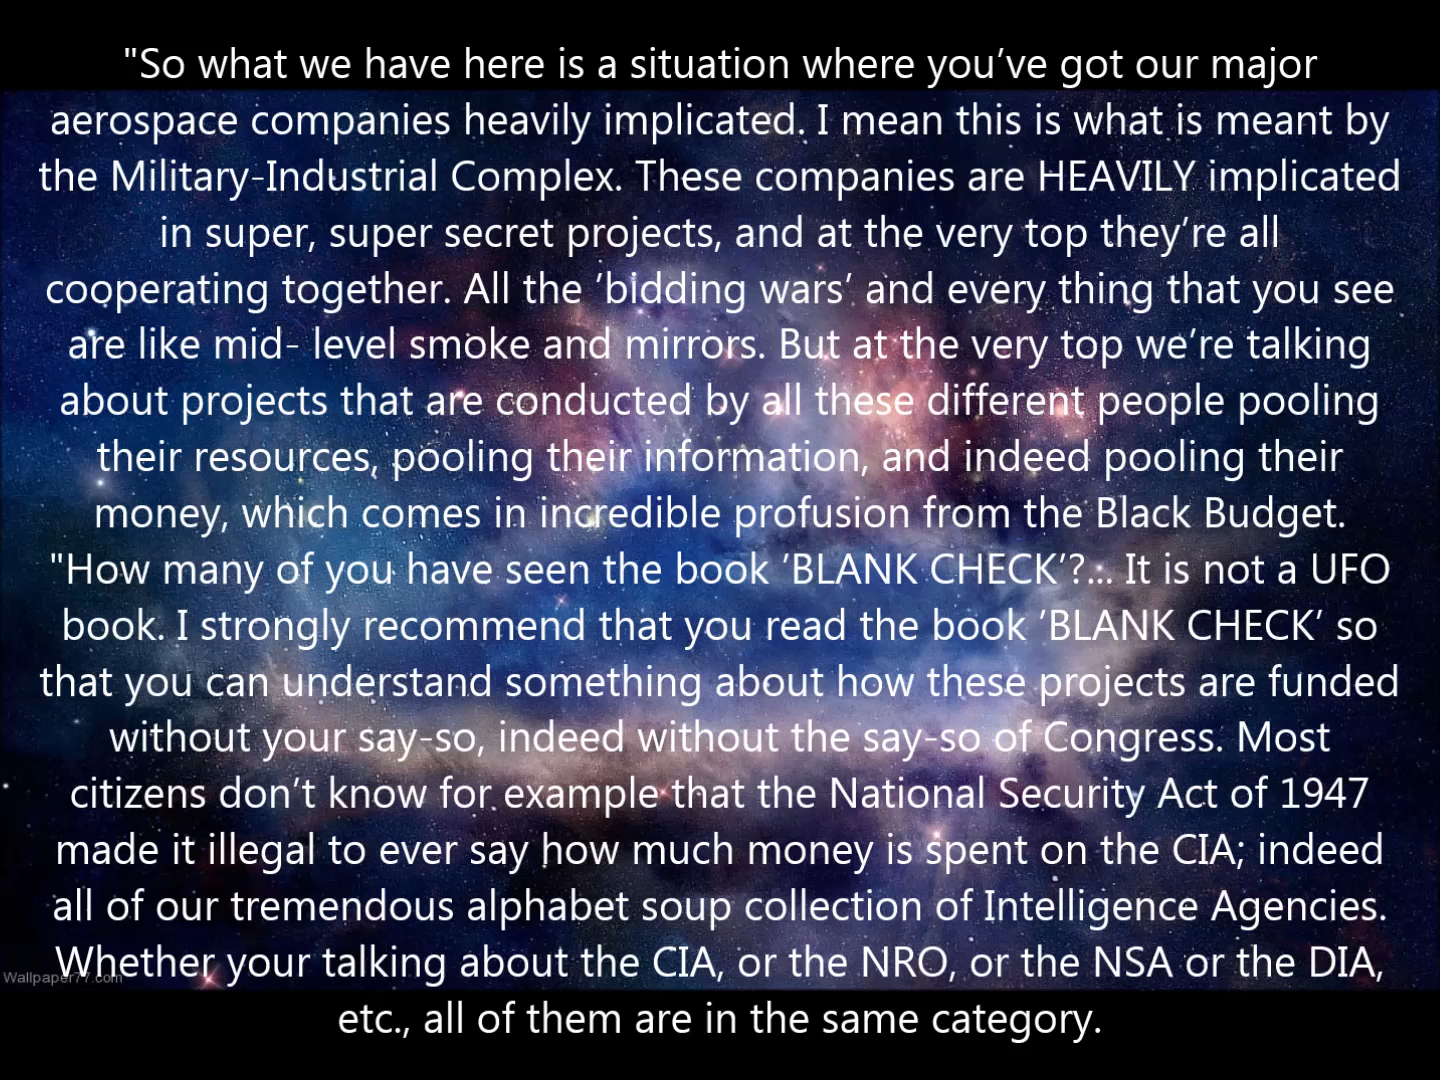 "So what we have here is a situation where you’ve got our major
aerospace companies heavily implicated. I mean this is what is meant by
the Military-Industrial Complex. These companies are HEAVILY implicated
in super, super secret projects, and at the very top they’re all
cooperating together. All the ’bidding wars’ and every thing that you see
are like mid- level smoke and mirrors. But at the very top we’re talking
about projects that are conducted by all these different people pooling
their resources, pooling their information, and indeed pooling their
money, which comes in incredible profusion from the Black Budget.
"How many of you have seen the book ’BLANK CHECK’?... It is not a UFO
book. I strongly recommend that you read the book ’BLANK CHECK’ so
that you can understand something about how these projects are funded
without your say-so, indeed without the say-so of Congress. Most
citizens don’t know for example that the National Security Act of 1947
made it illegal to ever say how much money is spent on the CIA; indeed
all of our tremendous alphabet soup collection of Intelligence Agencies.
Whether your talking about the CIA, or the NRO, or the NSA or the DIA,
etc., all of them are in the same category.
Wallpaper77.com